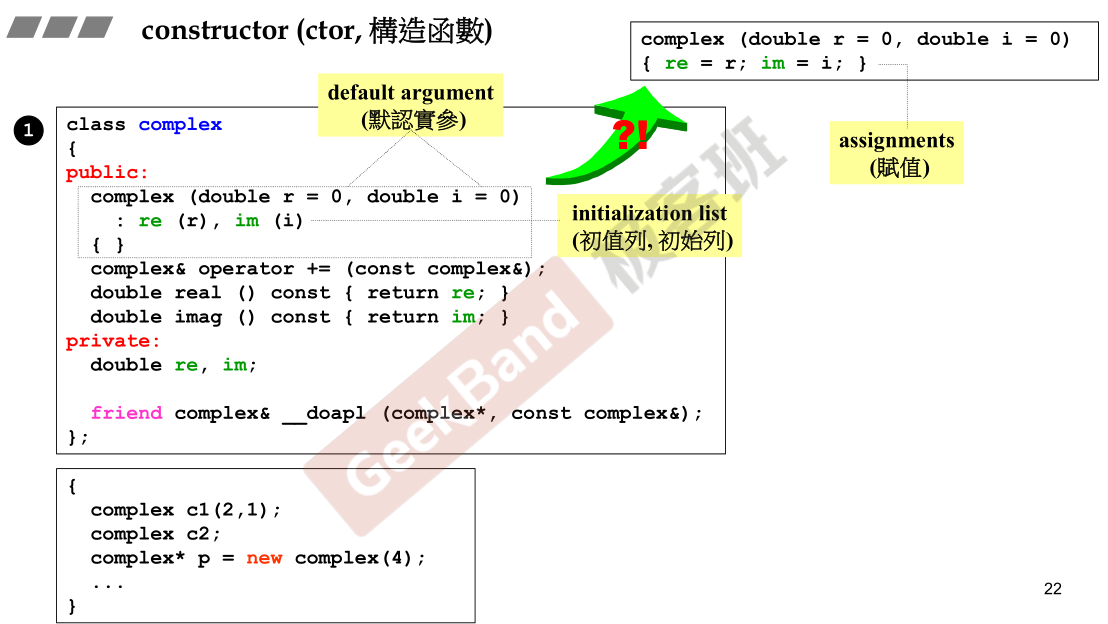 constructor (ctor, 構造函數)
complex (double r = 0, double i = 0)
{ re = r; im = i; }
assignments
(賦值)
default argument
(默認實參)
?!
initialization list
(初值列, 初始列)
1
class complex
{
public:
complex (double r = 0, double i = 0)
: re (r), im (i)
{ }
complex& operator += (const complex&);
double real () const { return re; }
double imag () const { return im; }
private:
double re, im;
friend complex& __doapl (complex*, const complex&);
};
{
complex c1(2,1);
complex c2;
complex* p = new complex(4);
...
}
GeekBand
极客班
22